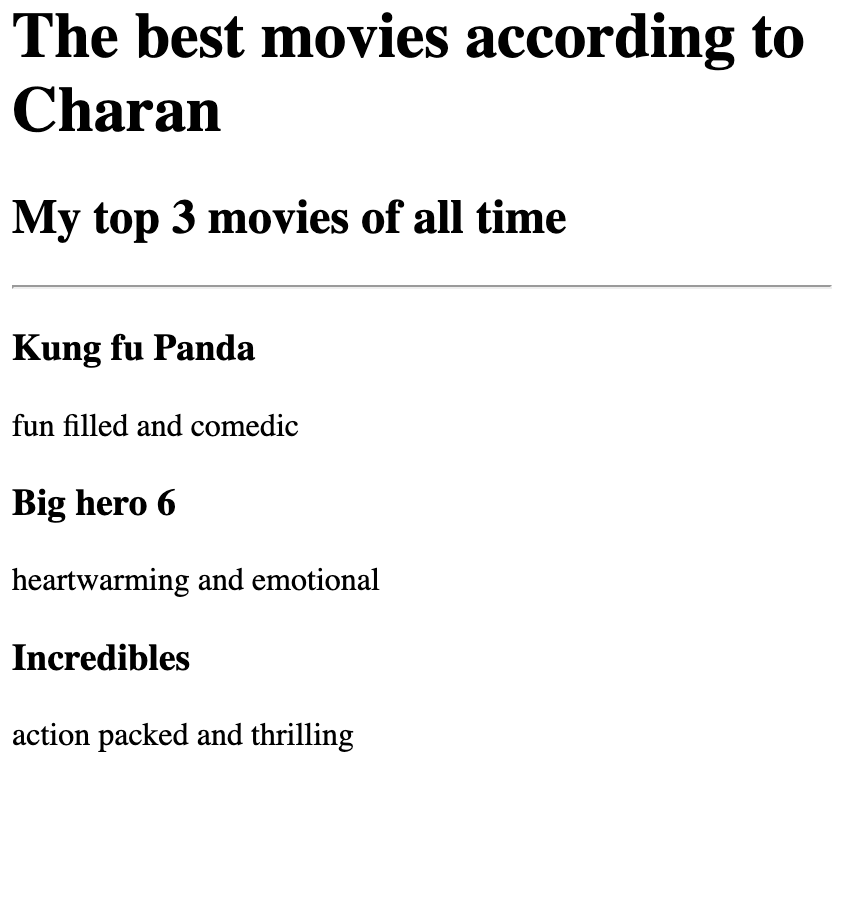 The best movies according to
Charan
My top 3 movies of all time
Kung fu Panda
fun filled and comedic
Big hero 6
heartwarming and emotional
Incredibles
action packed and thrilling